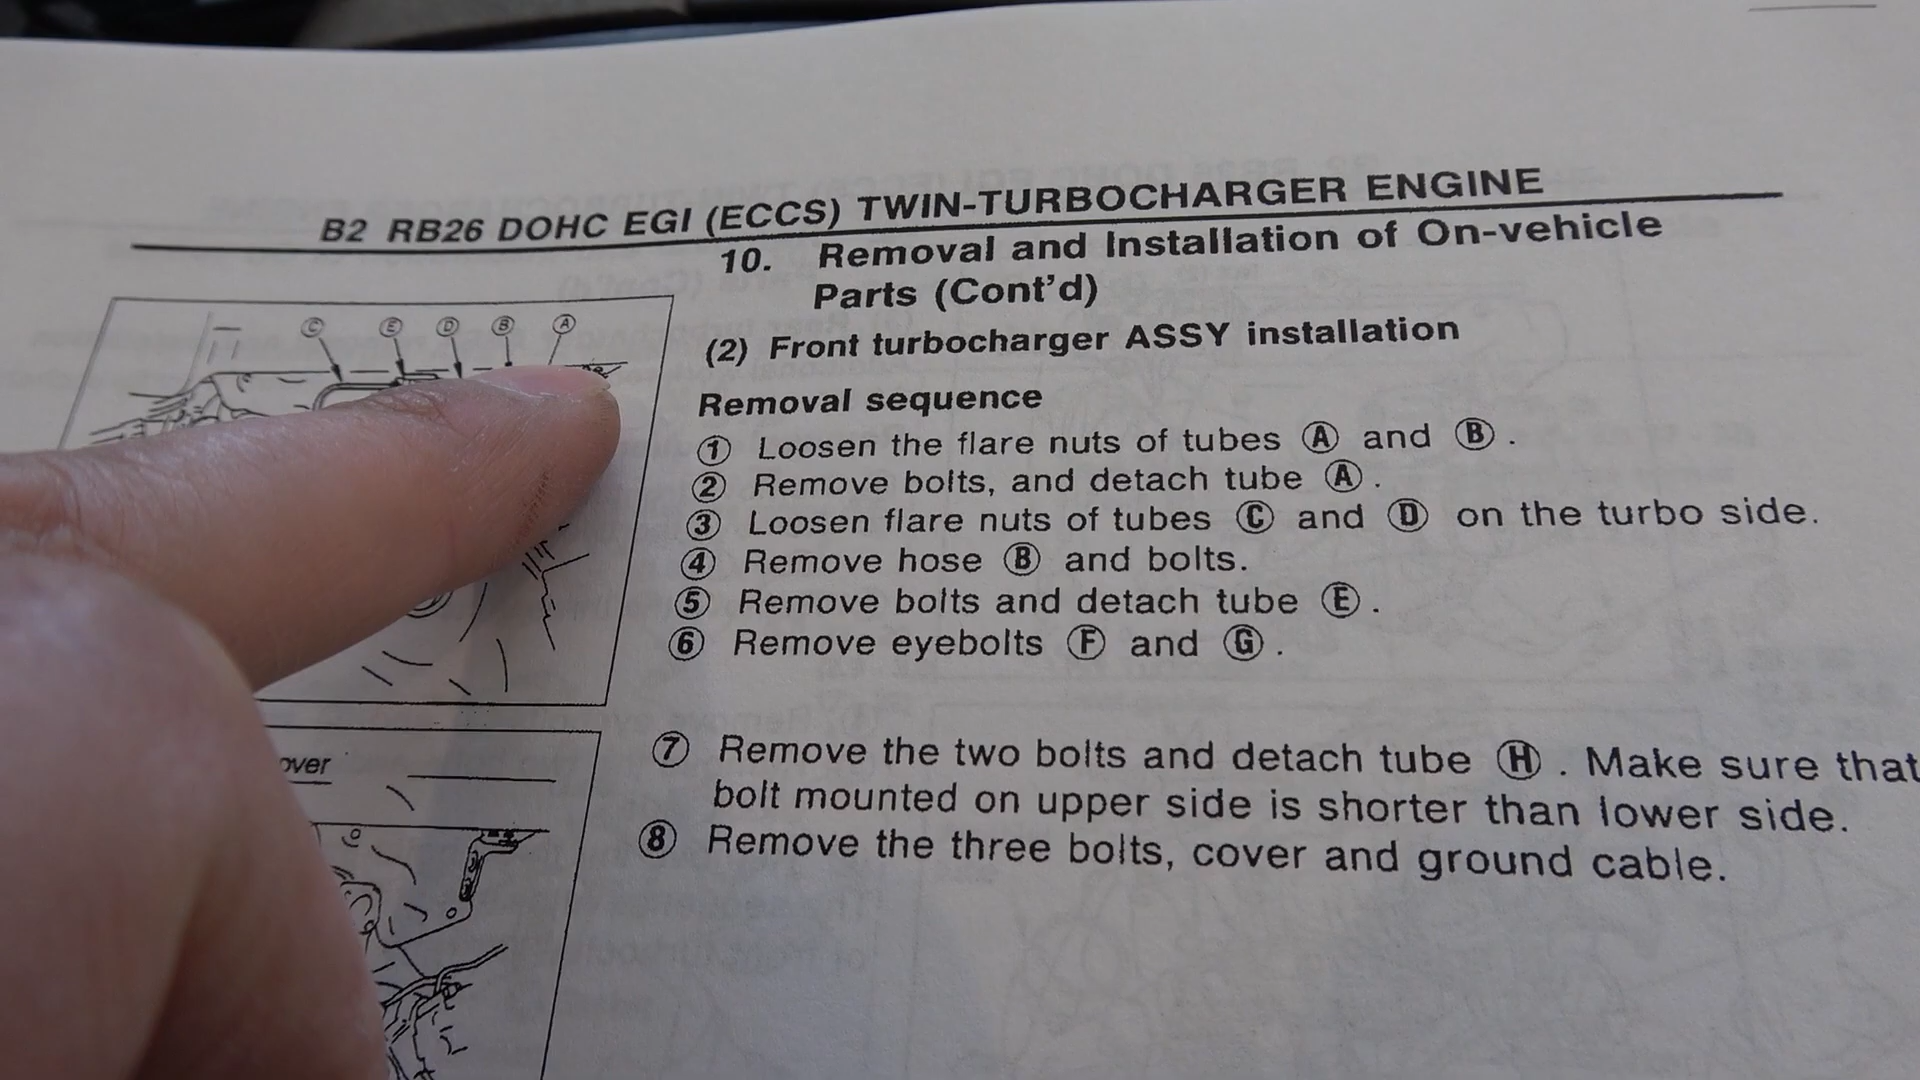 B2 RB26 DOHC EGI (ECCS) TWIN-TURBOCHARGER ENGINE
10. Removal and Installation of On-vehicle
Parts (Cont'd)
Ⓒ Ⓔ Ⓓ Ⓑ Ⓐ
(2) Front turbocharger ASSY installation
Removal sequence
① Loosen the flare nuts of tubes Ⓐ and Ⓑ.
② Remove bolts, and detach tube Ⓐ.
③ Loosen flare nuts of tubes Ⓒ and Ⓓ on the turbo side.
④ Remove hose Ⓑ and bolts.
⑤ Remove bolts and detach tube Ⓔ.
⑥ Remove eyebolts Ⓕ and Ⓖ.
⑦ Remove the two bolts and detach tube Ⓗ. Make sure that
bolt mounted on upper side is shorter than lower side.
⑧ Remove the three bolts, cover and ground cable.